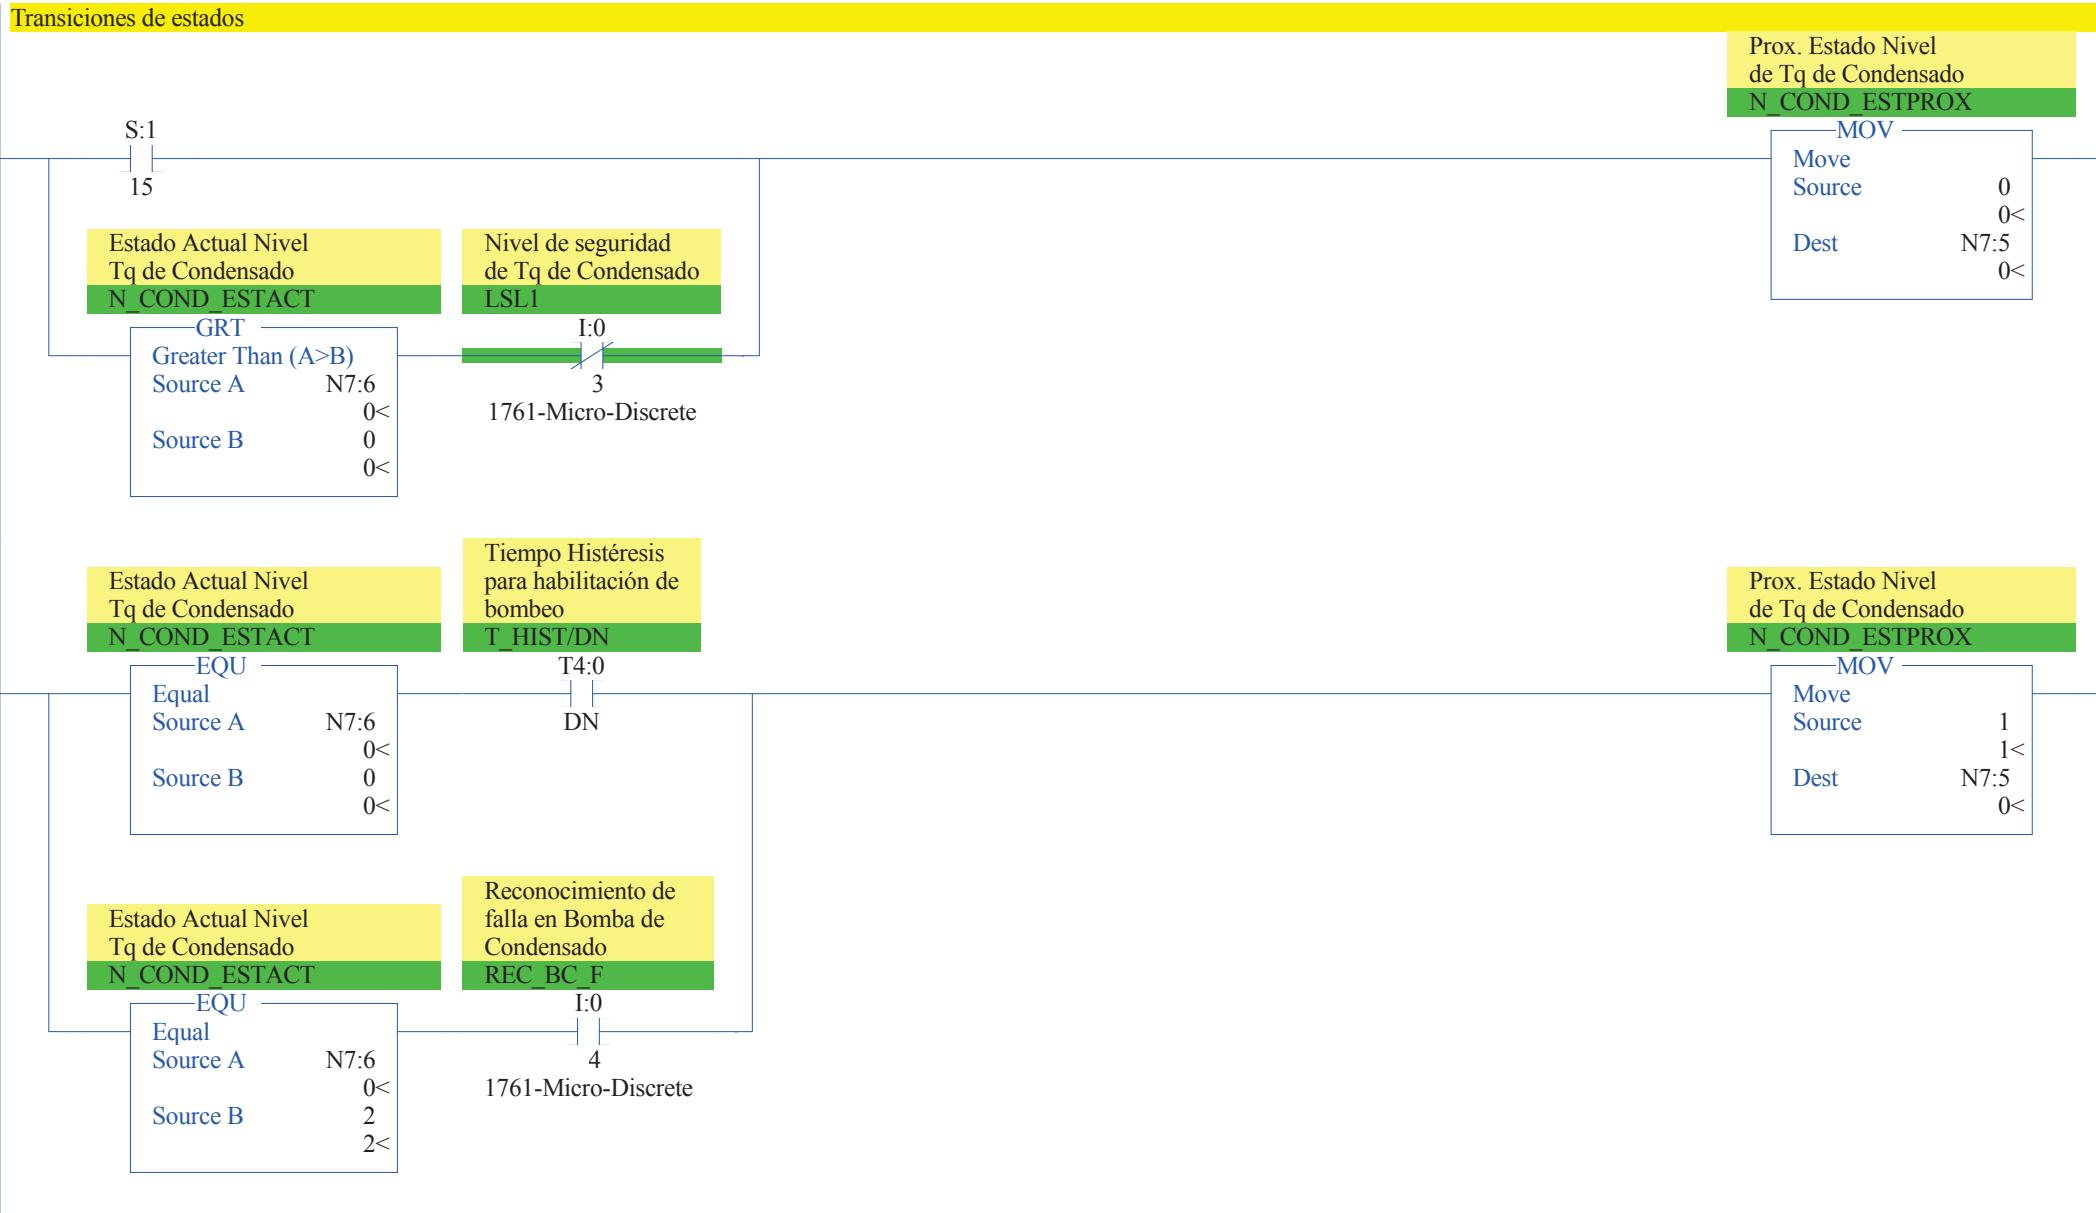 Transiciones de estados
Prox. Estado Nivel
de Tq de Condensado
N_COND_ESTPROX
MOV
Move
Source 0
0<
Dest N7:5
0<
S:1
15
Estado Actual Nivel
Tq de Condensado
N_COND_ESTACT
GRT
Greater Than (A>B)
Source A N7:6
0<
Source B 0
0<
Nivel de seguridad
de Tq de Condensado
LSL1
I:0
3
1761-Micro-Discrete
Estado Actual Nivel
Tq de Condensado
N_COND_ESTACT
EQU
Equal
Source A N7:6
0<
Source B 0
0<
Tiempo Histéresis
para habilitación de
bombeo
T_HIST/DN
T4:0
DN
Prox. Estado Nivel
de Tq de Condensado
N_COND_ESTPROX
MOV
Move
Source 1
1<
Dest N7:5
0<
Estado Actual Nivel
Tq de Condensado
N_COND_ESTACT
EQU
Equal
Source A N7:6
0<
Source B 2
2<
Reconocimiento de
falla en Bomba de
Condensado
REC_BC_F
I:0
4
1761-Micro-Discrete